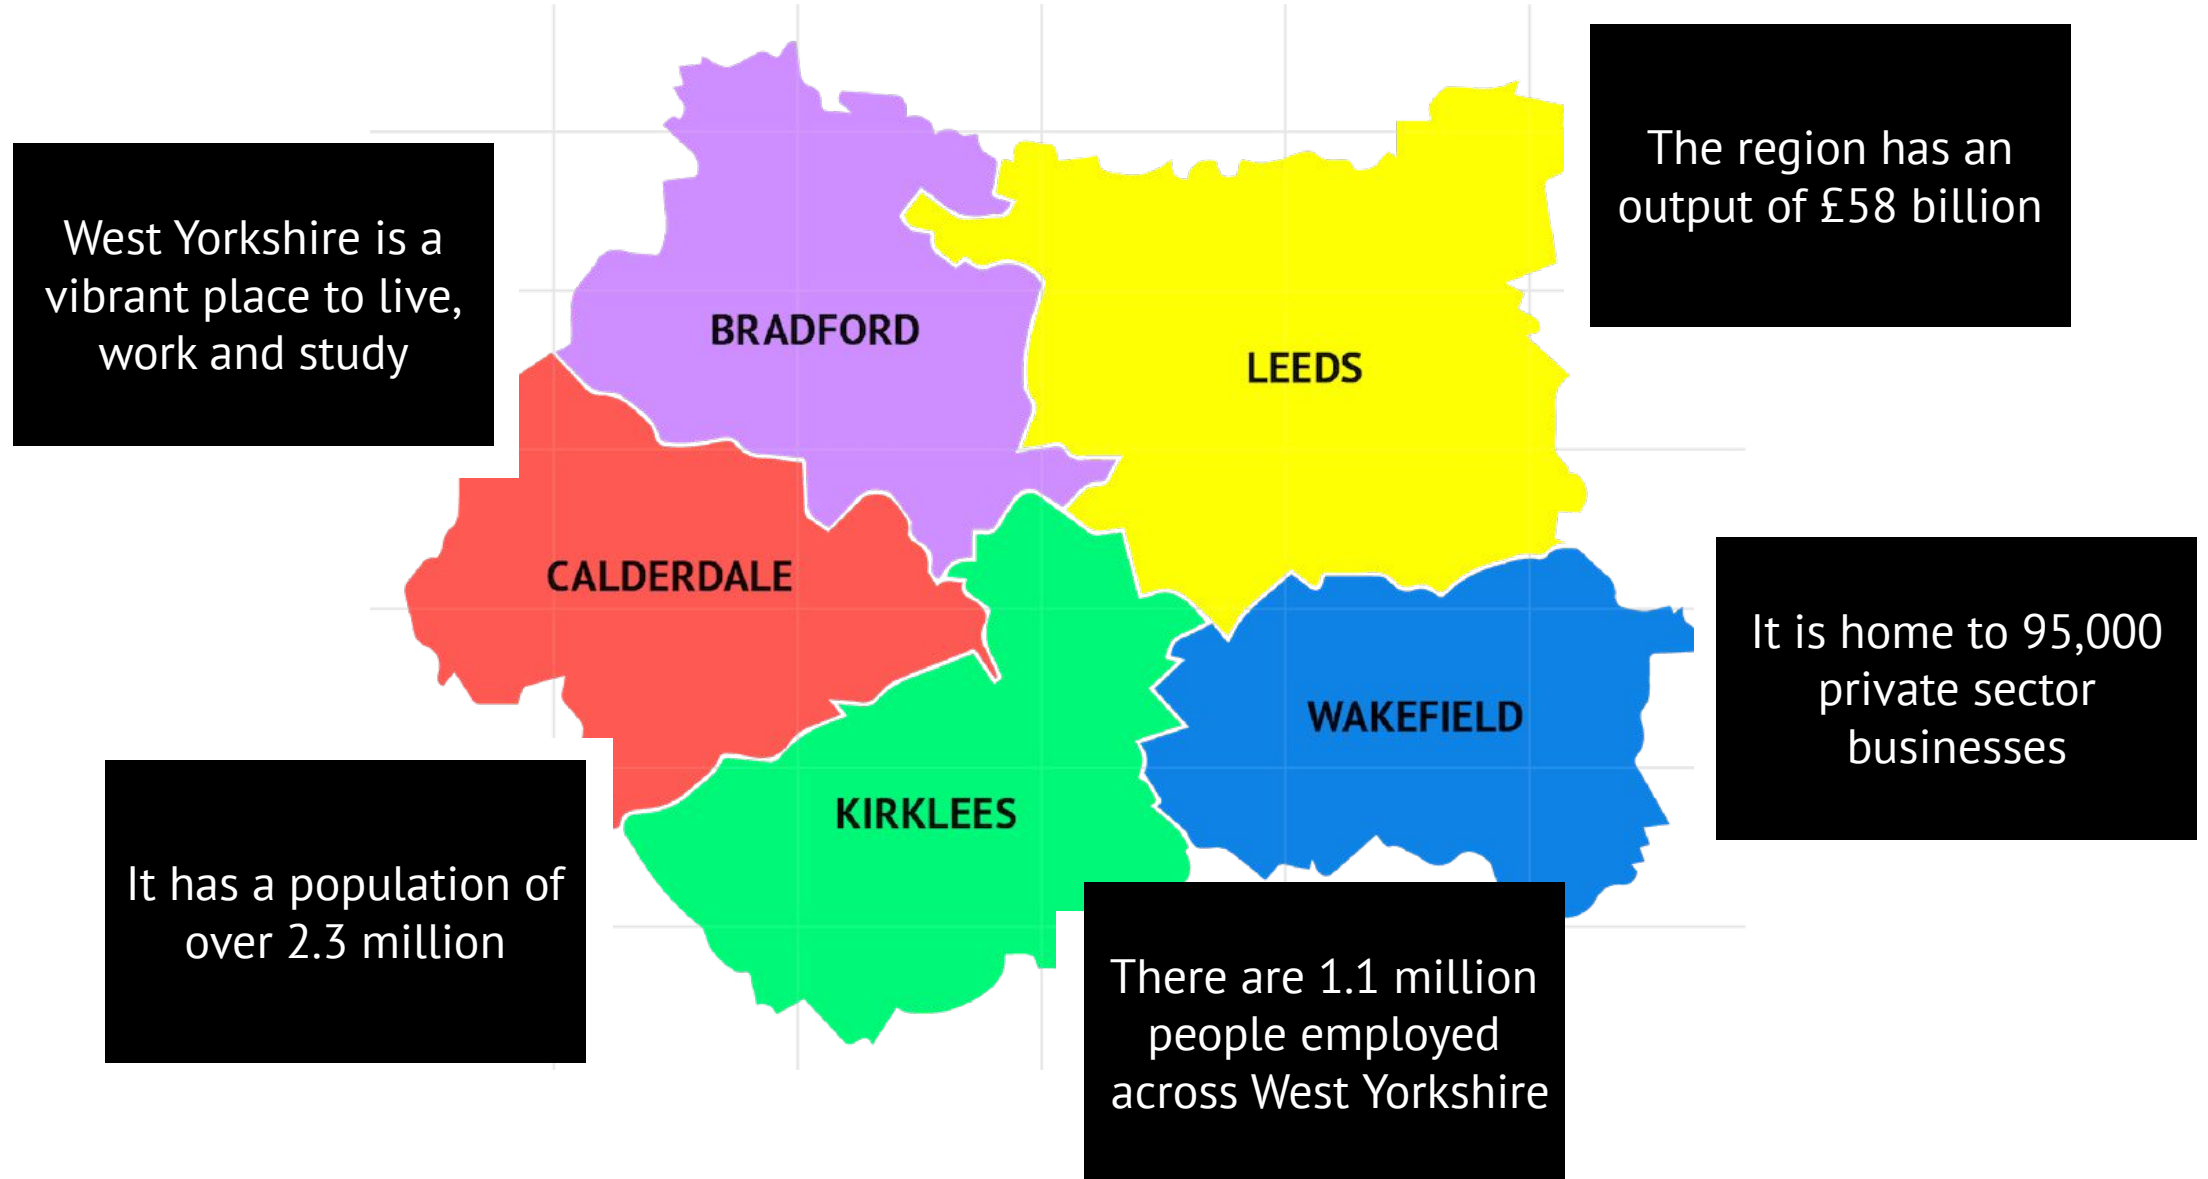 West Yorkshire is a
vibrant place to live,
work and study
The region has an
output of £58 billion
BRADFORD
LEEDS
CALDERDALE
WAKEFIELD
KIRKLEES
It is home to 95,000
private sector
businesses
It has a population of
over 2.3 million
There are 1.1 million
people employed
across West Yorkshire